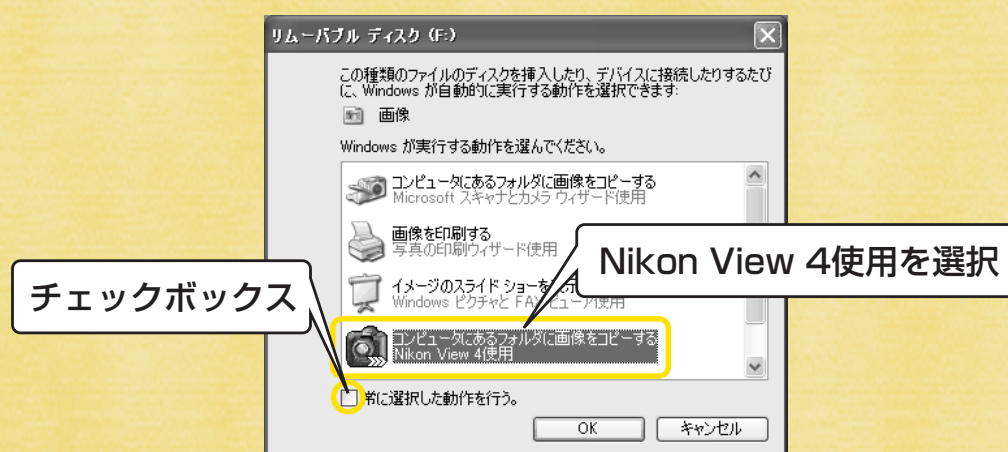 リムーバブル ディスク (F:)
この種類のファイルのディスクを挿入したり、デバイスに接続したりするたび
に、Windows が自動的に実行する動作を選択できます:
画像
Windows が実行する動作を選んでください。
コンピュータにあるフォルダに画像をコピーする
Microsoft スキャナとカメラ ウィザード使用
画像を印刷する
写真の印刷ウィザード使用
Nikon View 4使用を選択
チェックボックス
イメージのスライド ショーを
Windows ピクチャと FAX ビューア使用
コンピュータにあるフォルダに画像をコピーする
Nikon View 4使用
常に選択した動作を行う。
OK
キャンセル